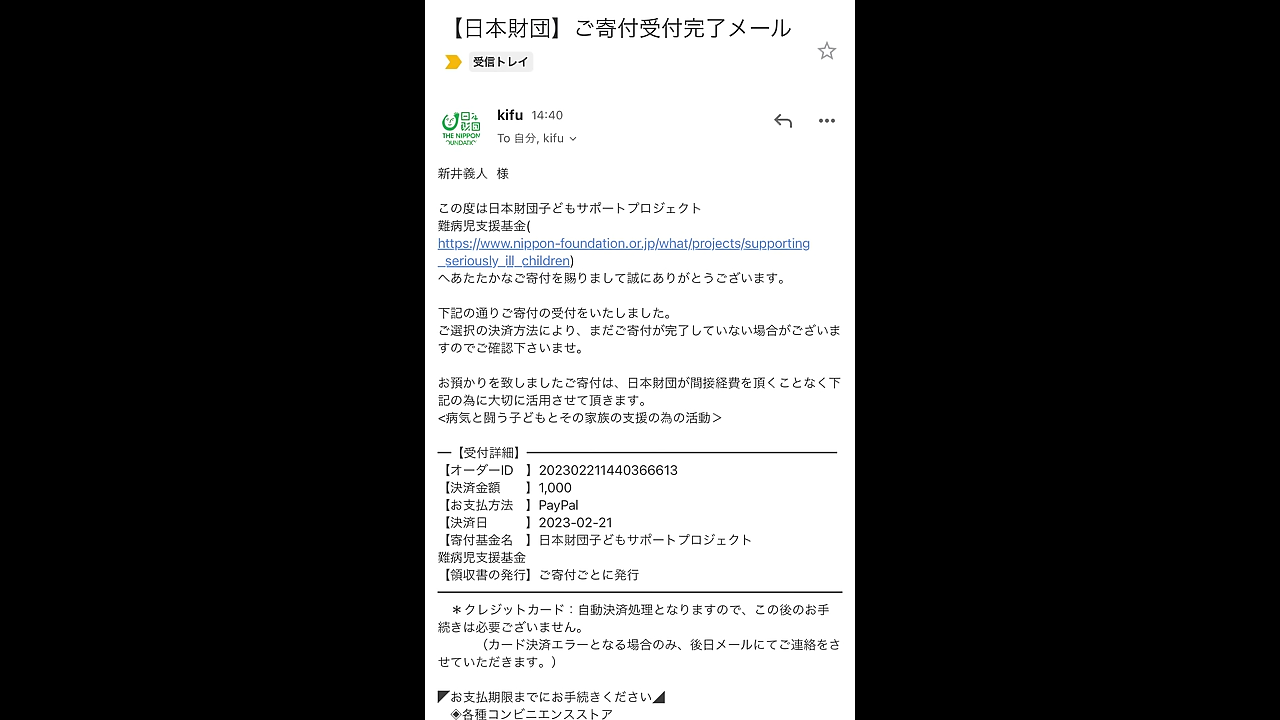 【日本財団】ご寄付受付完了メール
受信トレイ
日本財団
THE NIPPON
FOUNDATION
kifu 14:40
To 自分, kifu
新井義人 様
この度は日本財団子どもサポートプロジェクト
難病児支援基金(
https://www.nippon-foundation.or.jp/what/projects/supporting
_seriously_ill_children)
へあたたかなご寄付を賜りまして誠にありがとうございます。
下記の通りご寄付の受付をいたしました。
ご選択の決済方法により、まだご寄付が完了していない場合がございま
すのでご確認下さいませ。
お預かりを致しましたご寄付は、日本財団が間接経費を頂くことなく下
記の為に大切に活用させて頂きます。
<病気と闘う子どもとその家族の支援の為の活動＞
━【受付詳細】━━━━━━━━━━━━━━━━━━━━━━
【オーダーID　】202302211440366613
【決済金額　　】1,000
【お支払方法　】PayPal
【決済日　　　】2023-02-21
【寄付基金名　】日本財団子どもサポートプロジェクト
難病児支援基金
【領収書の発行】ご寄付ごとに発行
＊クレジットカード：自動決済処理となりますので、この後のお手
続きは必要ございません。
（カード決済エラーとなる場合のみ、後日メールにてご連絡をさ
せていただきます。）
◤お支払期限までにお手続きください◢
◈各種コンビニエンスストア